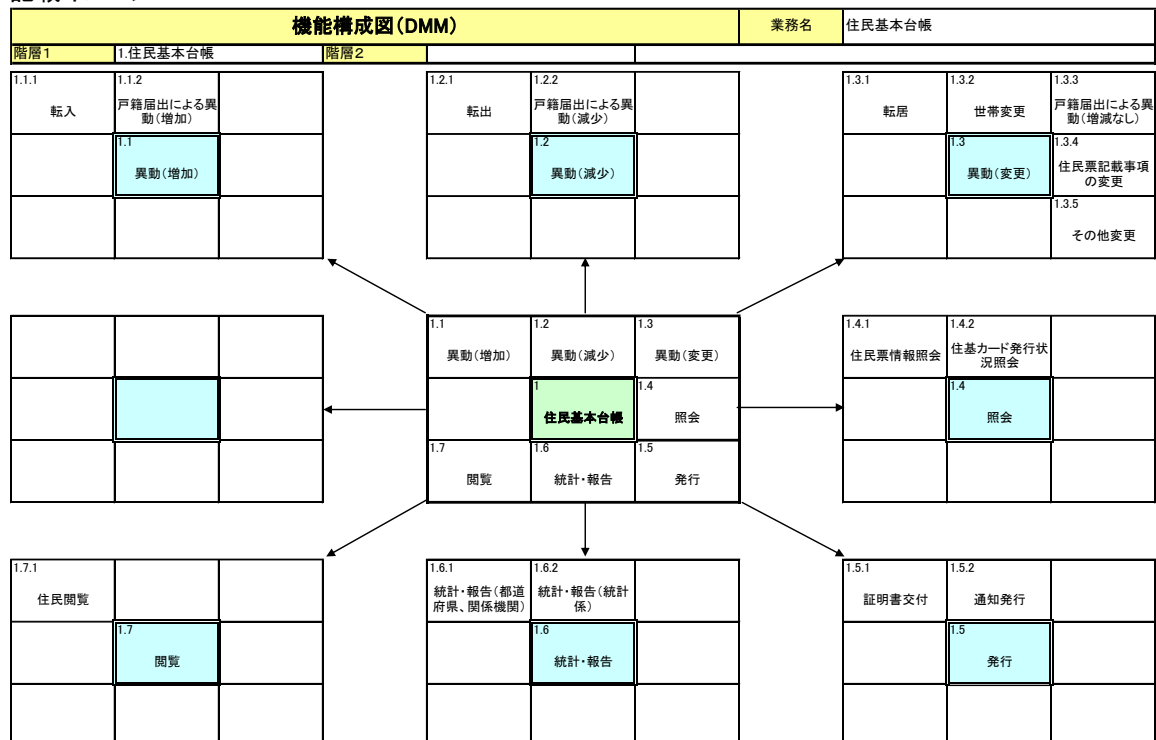 機能構成図(DMM)
業務名
住民基本台帳
階層1
1.住民基本台帳
階層2
1.1.1
転入
1.1.2
戸籍届出による異
動(増加)
1.1
異動(増加)
1.2.1
転出
1.2.2
戸籍届出による異
動(減少)
1.2
異動(減少)
1.3.1
転居
1.3.2
世帯変更
1.3.3
戸籍届出による異
動(増減なし)
1.3
異動(変更)
1.3.4
住民票記載事項
の変更
1.3.5
その他変更
1.1
異動(増加)
1.2
異動(減少)
1.3
異動(変更)
1
住民基本台帳
1.4
照会
1.7
閲覧
1.6
統計・報告
1.5
発行
1.4.1
住民票情報照会
1.4.2
住基カード発行状
況照会
1.4
照会
1.7.1
住民閲覧
1.7
閲覧
1.6.1
統計・報告(都道
府県、関係機関)
1.6.2
統計・報告(統計
係)
1.6
統計・報告
1.5.1
証明書交付
1.5.2
通知発行
1.5
発行